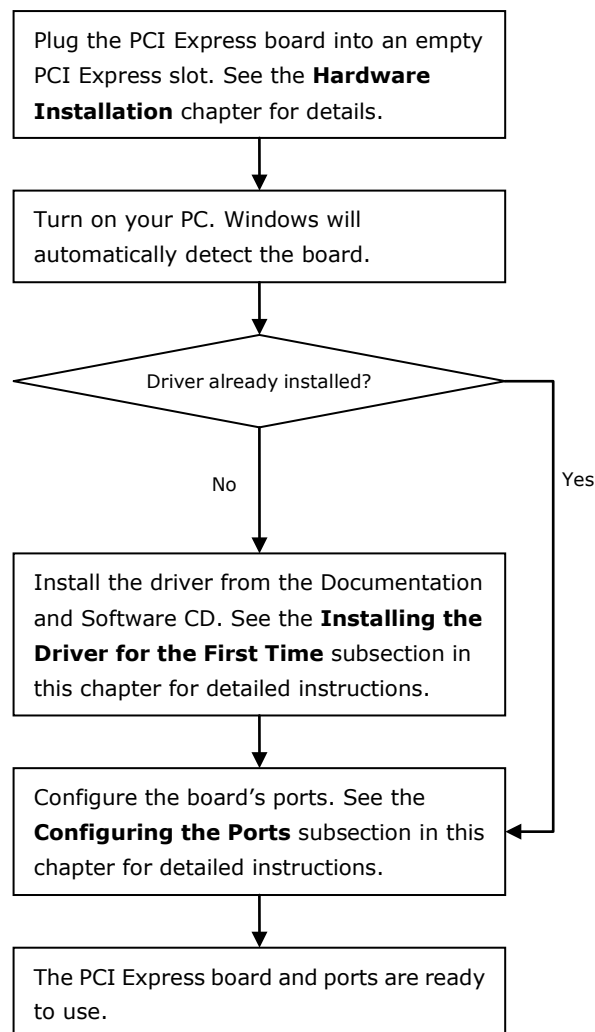 Plug the PCI Express board into an empty
PCI Express slot. See the Hardware
Installation chapter for details.
Turn on your PC. Windows will
automatically detect the board.
Driver already installed?
No
Yes
Install the driver from the Documentation
and Software CD. See the Installing the
Driver for the First Time subsection in
this chapter for detailed instructions.
Configure the board’s ports. See the
Configuring the Ports subsection in this
chapter for detailed instructions.
The PCI Express board and ports are ready
to use.